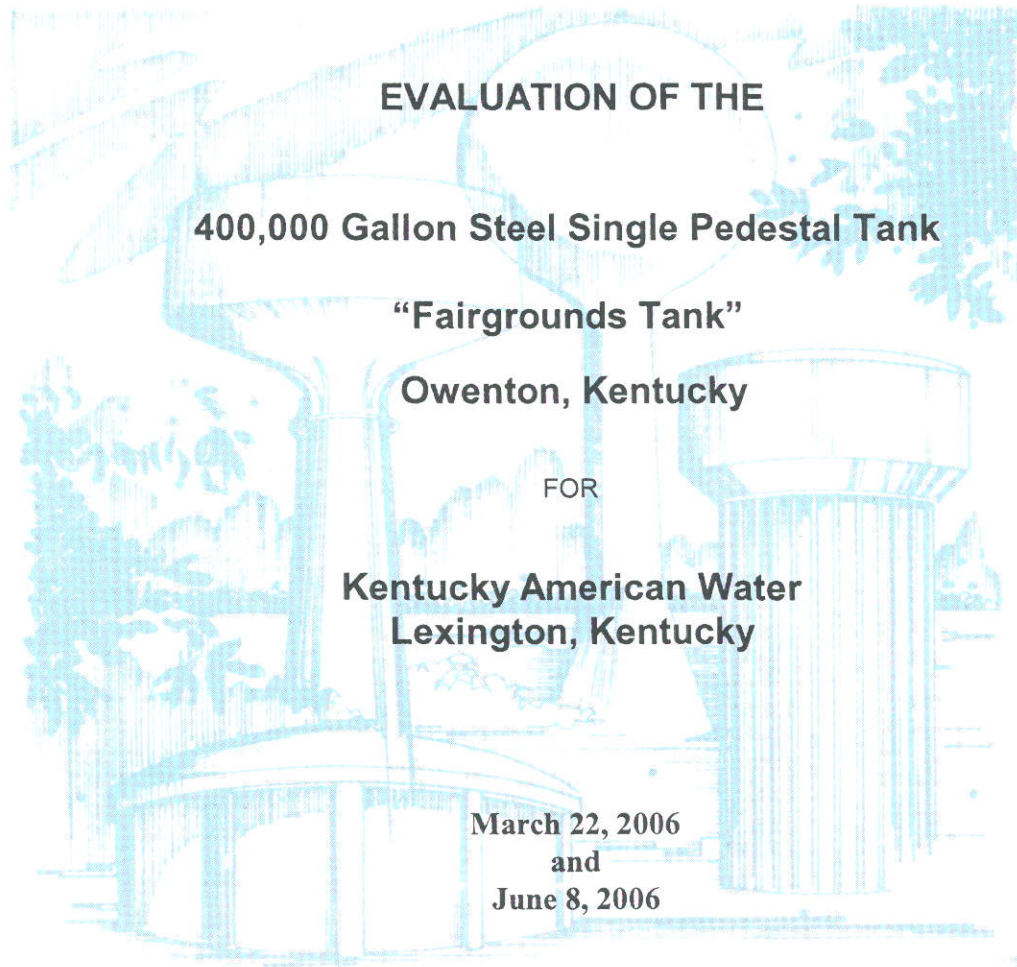 EVALUATION OF THE
400,000 Gallon Steel Single Pedestal Tank
“Fairgrounds Tank”
Owenton, Kentucky
FOR
Kentucky American Water
Lexington, Kentucky
March 22, 2006
and
June 8, 2006